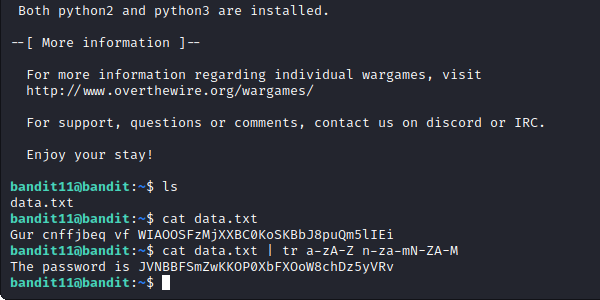 Both python2 and python3 are installed.
--[ More information ]--
For more information regarding individual wargames, visit
http://www.overthewire.org/wargames/
For support, questions or comments, contact us on discord or IRC.
Enjoy your stay!
bandit11@bandit:~$ ls
data.txt
bandit11@bandit:~$ cat data.txt
Gur cnffjbeq vf WIAOOSFzMjXXBC0KoSKBbJ8puQm5lIEi
bandit11@bandit:~$ cat data.txt | tr a-zA-Z n-za-mN-ZA-M
The password is JVNBBFSmZwKKOP0XbFXOoW8chDz5yVRv
bandit11@bandit:~$